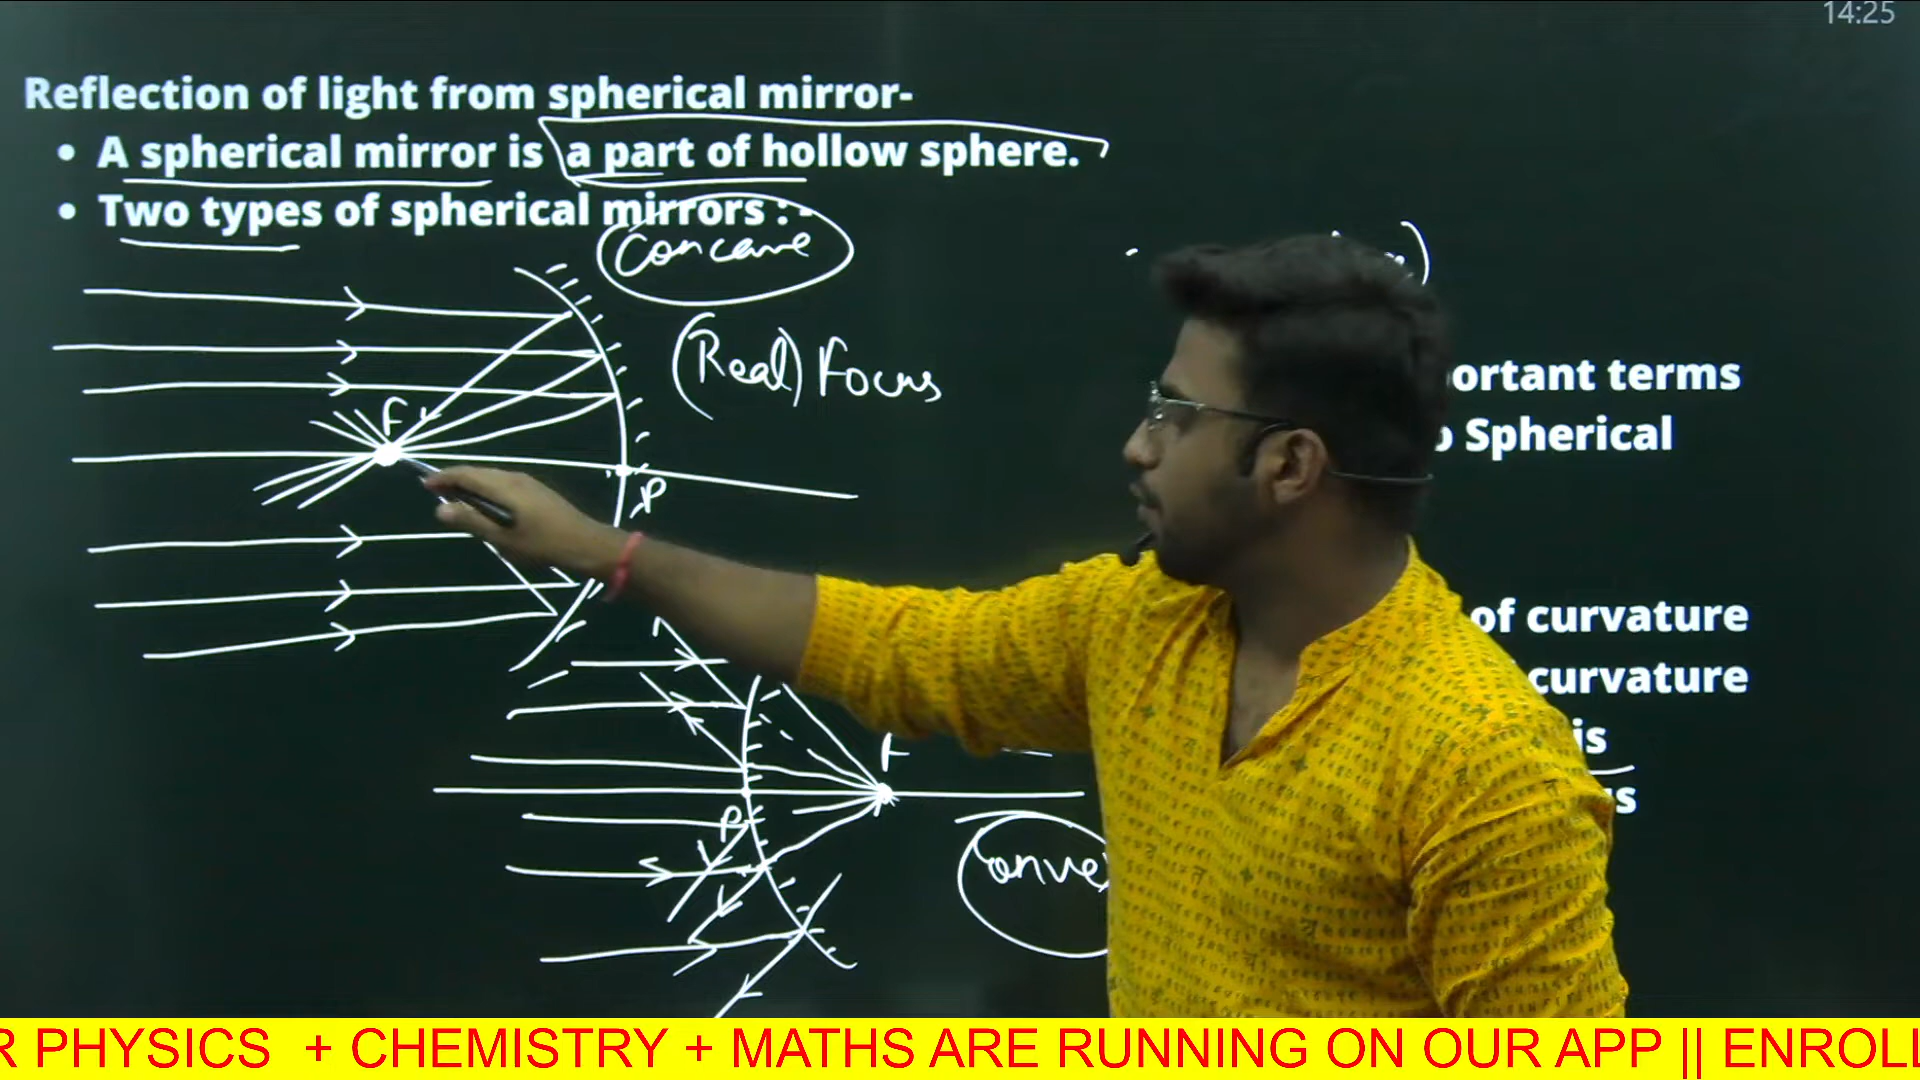 14:25
Reflection of light from spherical mirror-
• A spherical mirror is a part of hollow sphere.
• Two types of spherical mirrors : -
Concave
(Real) Focus
F
P
ortant terms
Spherical
of curvature
curvature
is
F
P
Conve
R PHYSICS + CHEMISTRY + MATHS ARE RUNNING ON OUR APP || ENROLL